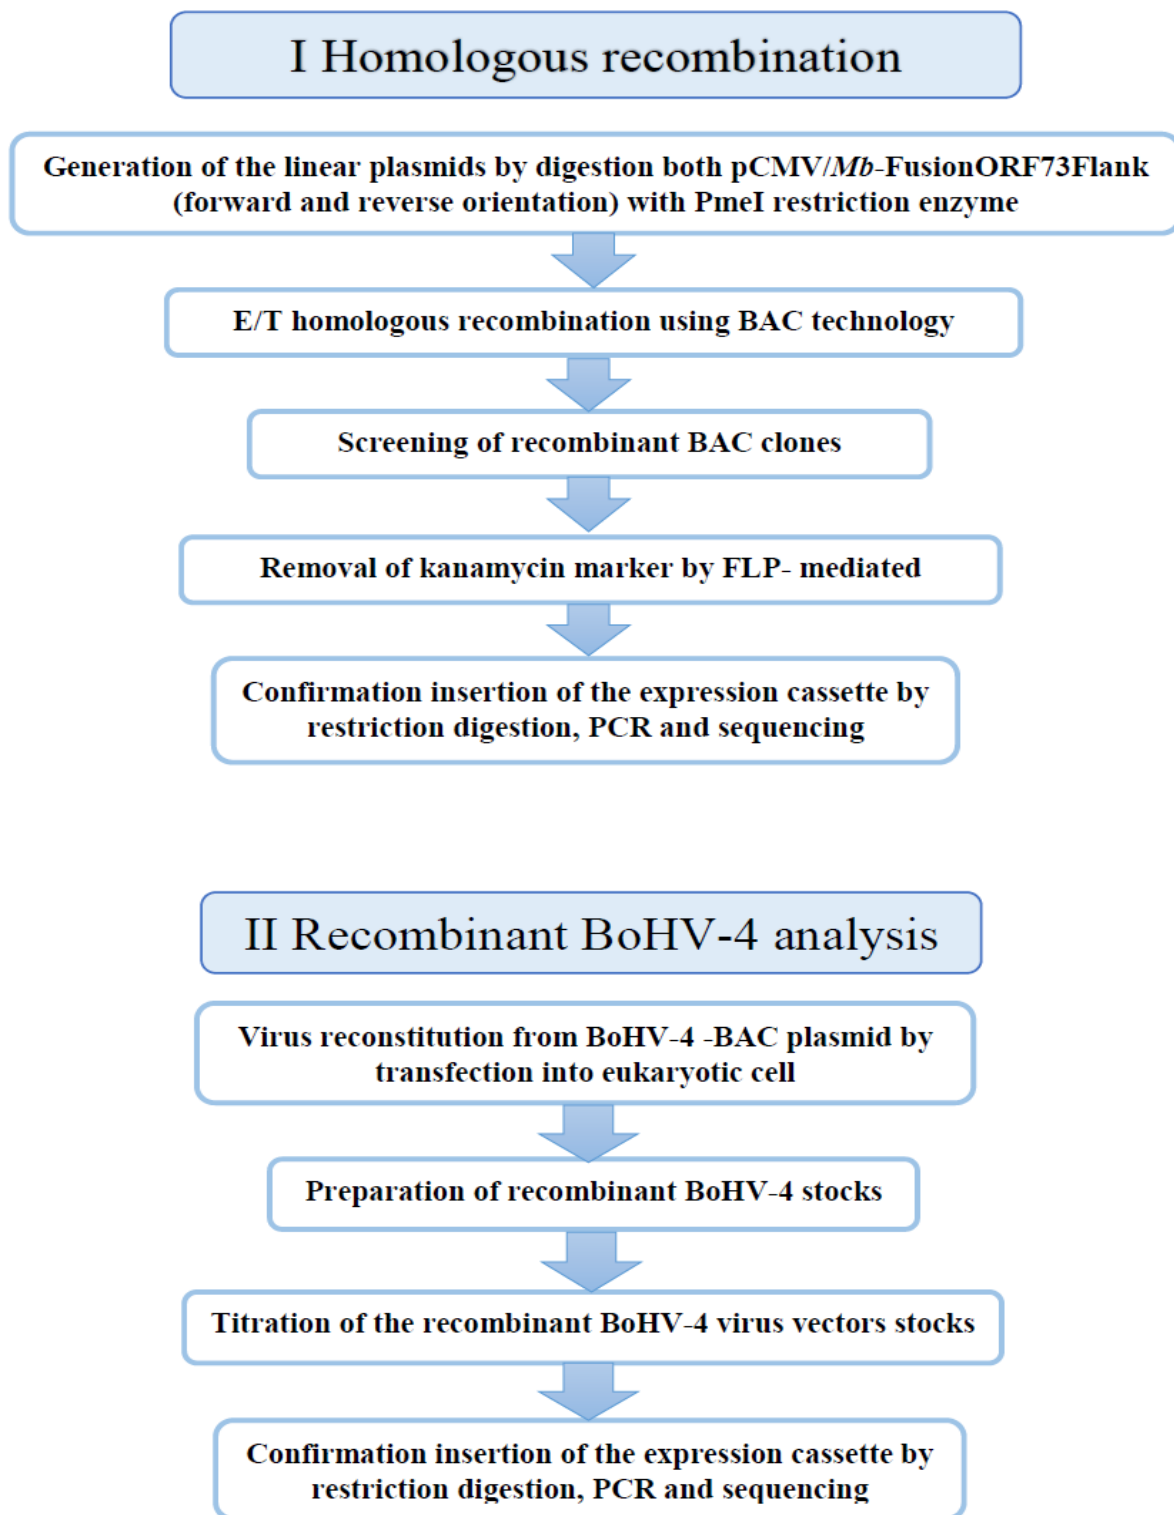 I Homologous recombination
Generation of the linear plasmids by digestion both pCMV/Mb-FusionORF73Flank
(forward and reverse orientation) with PmeI restriction enzyme
E/T homologous recombination using BAC technology
Screening of recombinant BAC clones
Removal of kanamycin marker by FLP- mediated
Confirmation insertion of the expression cassette by
restriction digestion, PCR and sequencing
II Recombinant BoHV-4 analysis
Virus reconstitution from BoHV-4 -BAC plasmid by
transfection into eukaryotic cell
Preparation of recombinant BoHV-4 stocks
Titration of the recombinant BoHV-4 virus vectors stocks
Confirmation insertion of the expression cassette by
restriction digestion, PCR and sequencing